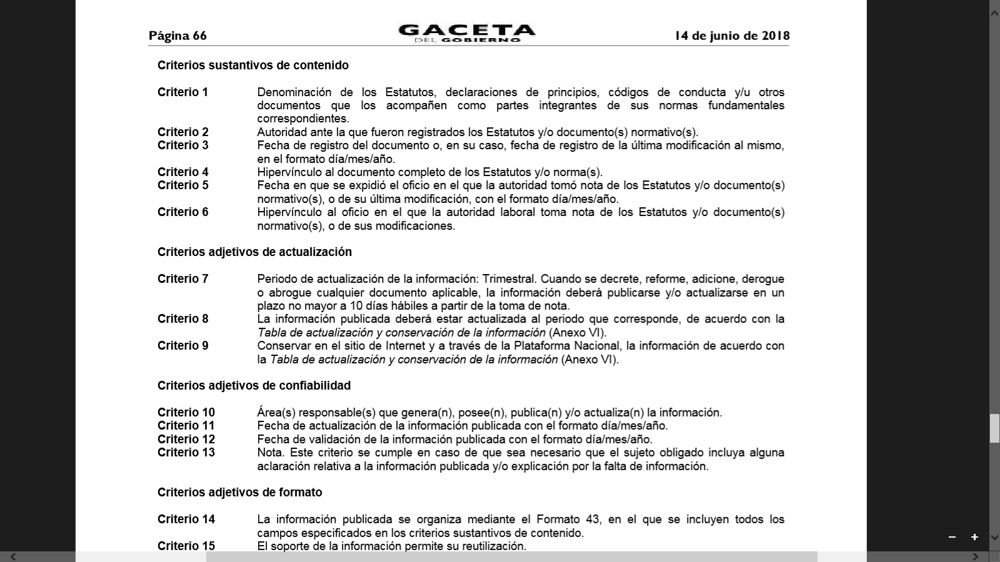 Página 66
GACETA
DEL GOBIERNO
14 de junio de 2018
Criterios sustantivos de contenido
Criterio 1 Denominación de los Estatutos, declaraciones de principios, códigos de conducta y/u otros
documentos que los acompañen como partes integrantes de sus normas fundamentales
correspondientes.
Criterio 2 Autoridad ante la que fueron registrados los Estatutos y/o documento(s) normativo(s).
Criterio 3 Fecha de registro del documento o, en su caso, fecha de registro de la última modificación al mismo,
en el formato día/mes/año.
Criterio 4 Hipervínculo al documento completo de los Estatutos y/o norma(s).
Criterio 5 Fecha en que se expidió el oficio en el que la autoridad tomó nota de los Estatutos y/o documento(s)
normativo(s), o de su última modificación, con el formato día/mes/año.
Criterio 6 Hipervínculo al oficio en el que la autoridad laboral toma nota de los Estatutos y/o documento(s)
normativo(s), o de sus modificaciones.
Criterios adjetivos de actualización
Criterio 7 Periodo de actualización de la información: Trimestral. Cuando se decrete, reforme, adicione, derogue
o abrogue cualquier documento aplicable, la información deberá publicarse y/o actualizarse en un
plazo no mayor a 10 días hábiles a partir de la toma de nota.
Criterio 8 La información publicada deberá estar actualizada al periodo que corresponde, de acuerdo con la
Tabla de actualización y conservación de la información (Anexo VI).
Criterio 9 Conservar en el sitio de Internet y a través de la Plataforma Nacional, la información de acuerdo con
la Tabla de actualización y conservación de la información (Anexo VI).
Criterios adjetivos de confiabilidad
Criterio 10 Área(s) responsable(s) que genera(n), posee(n), publica(n) y/o actualiza(n) la información.
Criterio 11 Fecha de actualización de la información publicada con el formato día/mes/año.
Criterio 12 Fecha de validación de la información publicada con el formato día/mes/año.
Criterio 13 Nota. Este criterio se cumple en caso de que sea necesario que el sujeto obligado incluya alguna
aclaración relativa a la información publicada y/o explicación por la falta de información.
Criterios adjetivos de formato
Criterio 14 La información publicada se organiza mediante el Formato 43, en el que se incluyen todos los
campos especificados en los criterios sustantivos de contenido.
Criterio 15 El soporte de la información permite su reutilización.